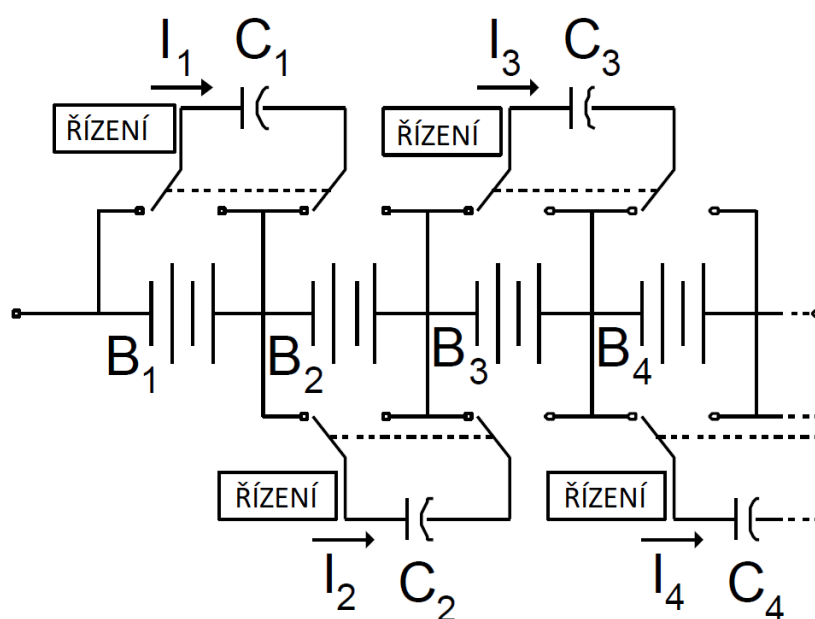 I1 C1 I3 C3
ŘÍZENÍ ŘÍZENÍ
B1 B2 B3 B4
ŘÍZENÍ ŘÍZENÍ
I2 C2 I4 C4